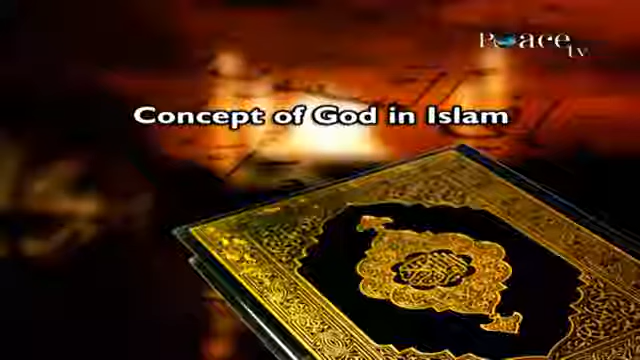 Peace
tv
Concept of God in Islam